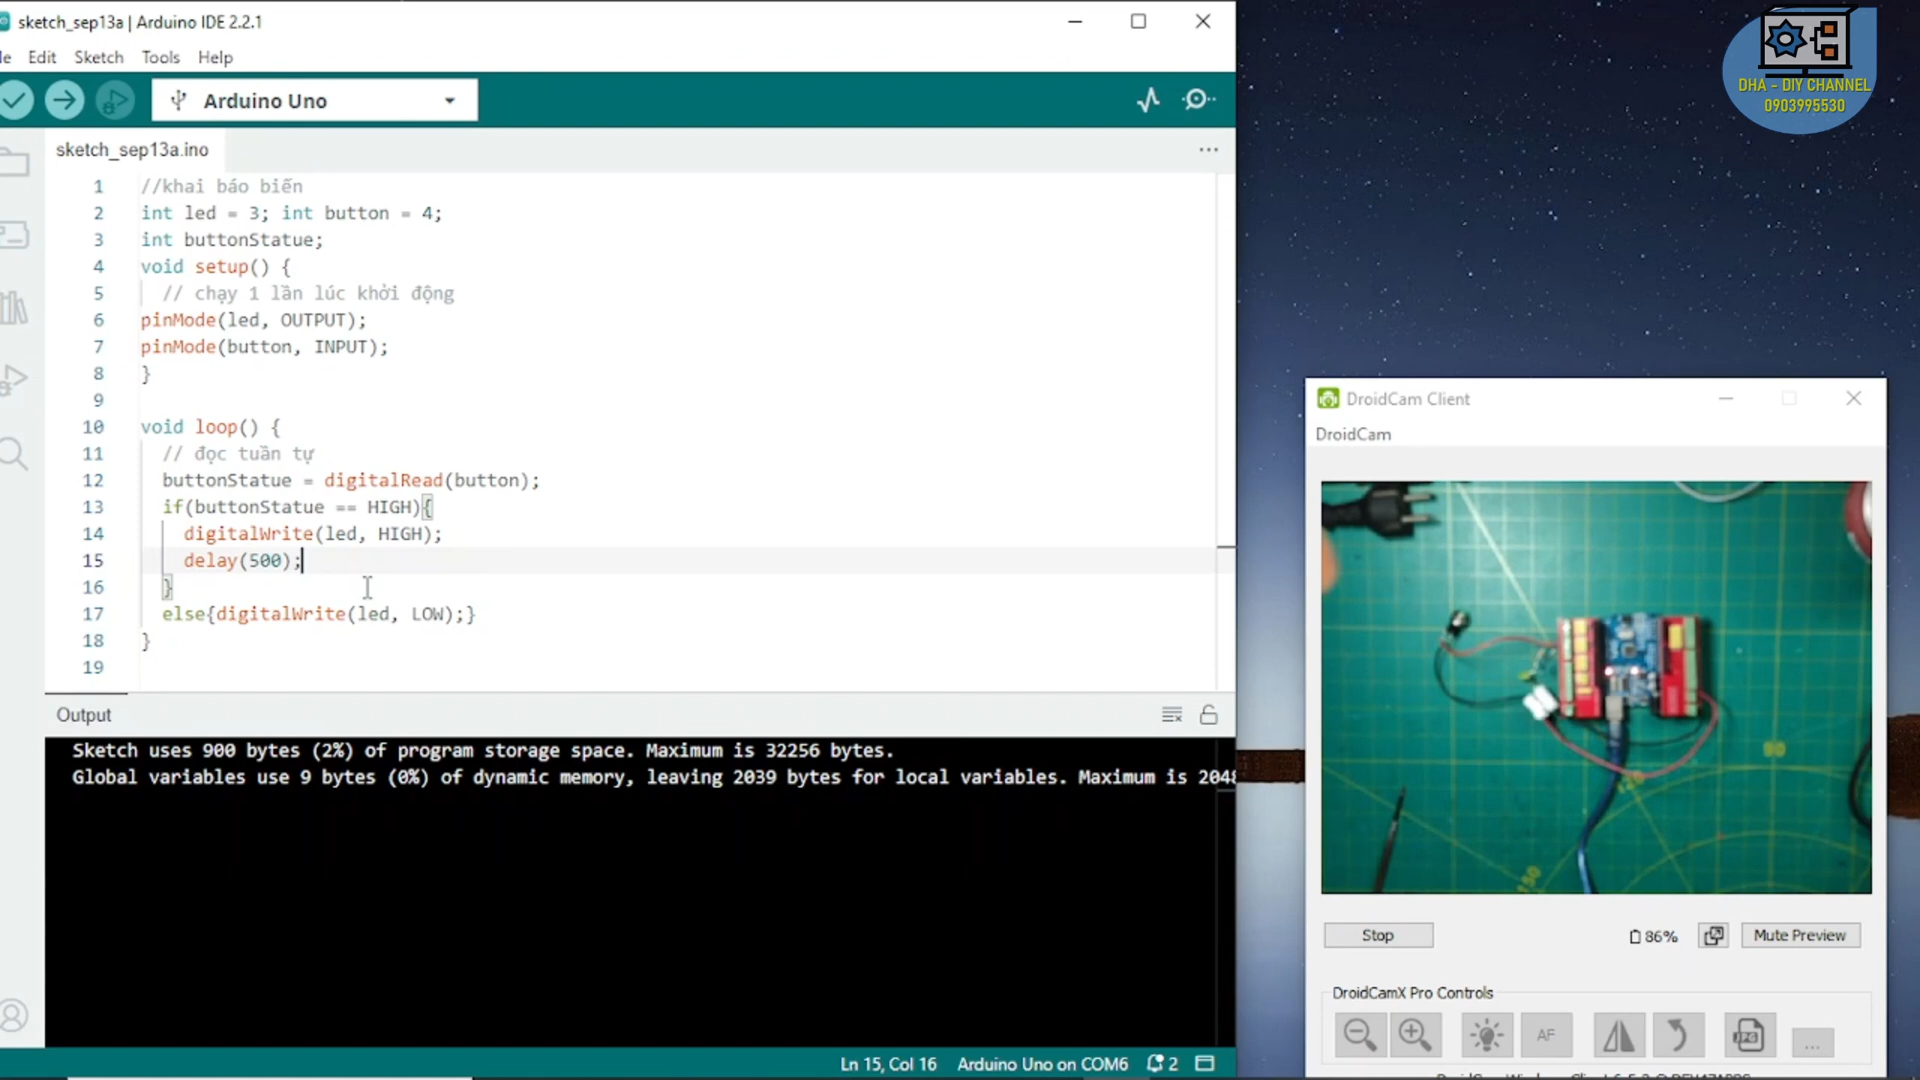 sketch_sep13a | Arduino IDE 2.2.1
Edit Sketch Tools Help
Arduino Uno
sketch_sep13a.ino
1 //khai báo biến
2 int led = 3; int button = 4;
3 int buttonStatue;
4 void setup() {
5 // chạy 1 lần lúc khởi động
6 pinMode(led, OUTPUT);
7 pinMode(button, INPUT);
8 }
9
10 void loop() {
11 // đọc tuần tự
12 buttonStatue = digitalRead(button);
13 if(buttonStatue == HIGH){
14 digitalWrite(led, HIGH);
15 delay(500);
16 }
17 else{digitalWrite(led, LOW);}
18 }
19
Output
Sketch uses 900 bytes (2%) of program storage space. Maximum is 32256 bytes.
Global variables use 9 bytes (0%) of dynamic memory, leaving 2039 bytes for local variables. Maximum is 2048
Ln 15, Col 16 Arduino Uno on COM6 2
DHA - DIY CHANNEL
0903995530
DroidCam Client
DroidCam
Stop 86% Mute Preview
DroidCamX Pro Controls
AF JPG ...